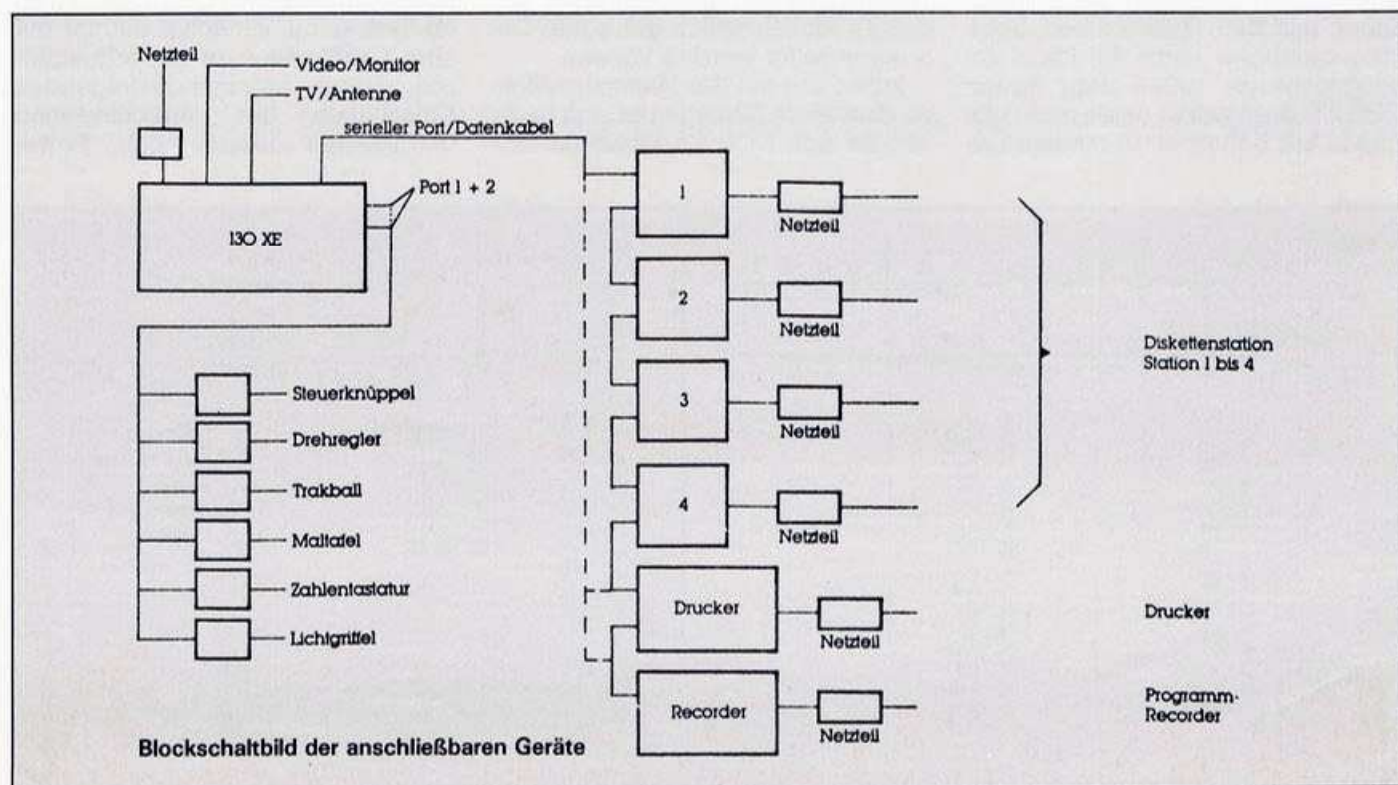 Netzteil
Video/Monitor
TV/Antenne
serieller Port/Datenkabel
Port 1 + 2
130 XE
Steuerknüppel
Drehregler
Trakball
Maltafel
Zahlentastatur
Lichtgriffel
1
Netzteil
2
Netzteil
3
Netzteil
4
Netzteil
Diskettenstation
Station 1 bis 4
Drucker
Netzteil
Drucker
Recorder
Netzteil
Programm-
Recorder
Blockschaltbild der anschließbaren Geräte